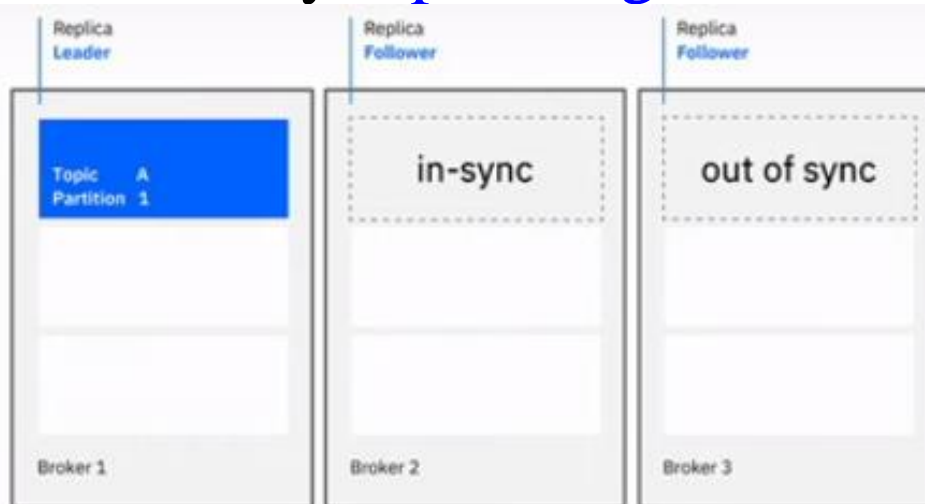 Replica
Leader
Replica
Follower
Replica
Follower
Topic A
Partition 1
in-sync
out of sync
Broker 1
Broker 2
Broker 3